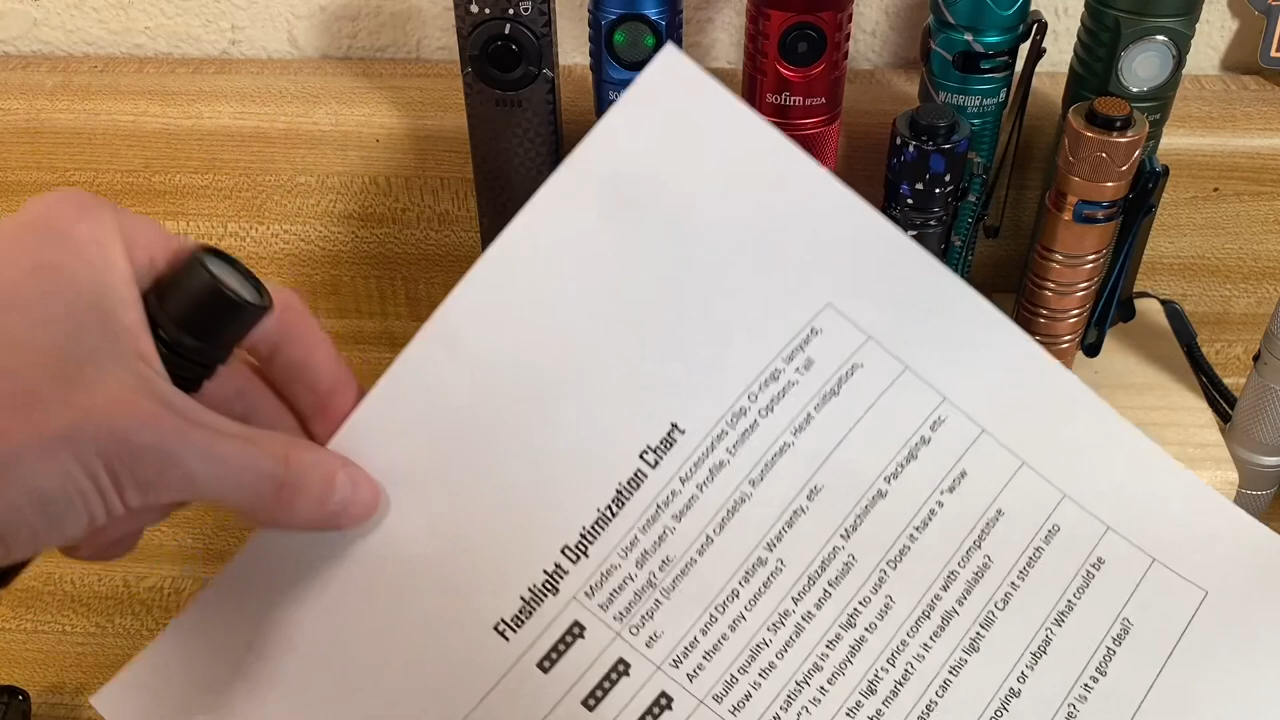 sofirn IF22A
WARRIOR Mini 2
SN.1525
S21E
Flashlight Optimization Chart
Modes, User Interface, Accessories (clip, O-rings, lanyard,
battery, diffuser), Beam Profile, Emitter Options, Tail
Standing? etc.
Output (lumens and candela), Runtimes, Heat mitigation,
etc.
Water and Drop rating, Warranty, etc.
Are there any concerns?
Build quality, Style, Anodization, Machining, Packaging, etc
How is the overall fit and finish?
satisfying is the light to use? Does it have a "wow
"? Is it enjoyable to use?
the light's price compare with competitive
market? Is it readily available?
can this light fill? Can it stretch into
or subpar? What could be
? Is it a good deal?